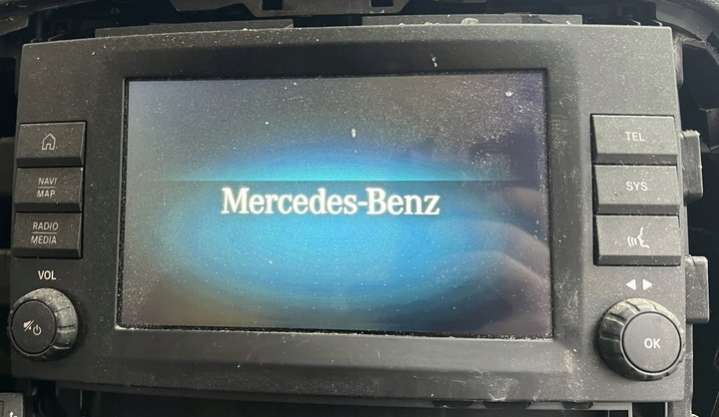 NAVI
MAP
RADIO
MEDIA
VOL
Mercedes-Benz
TEL
SYS
OK